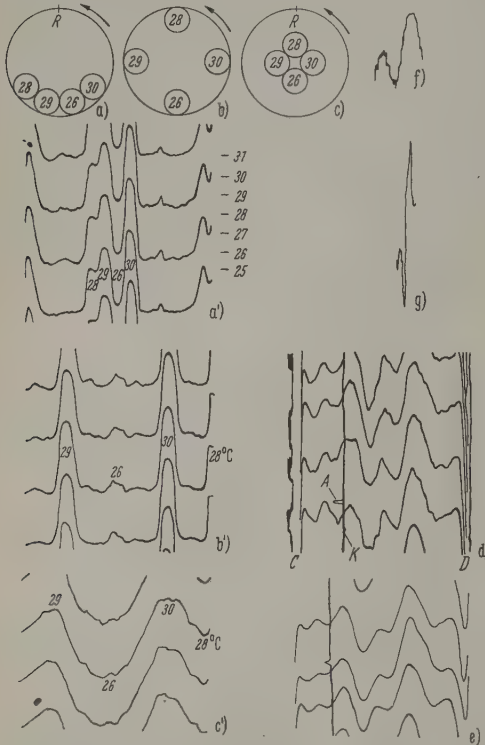 R
28 29 26 30
a)
28
29 30
26
b)
R
28
29 30
26
c)
f)
– 31
– 30
– 29
– 28
– 27
– 26
– 25
28 29 26 30
a')
g)
29 26 30 28°C
b')
A
C K D
d
29 30
28°C
26
c')
e)